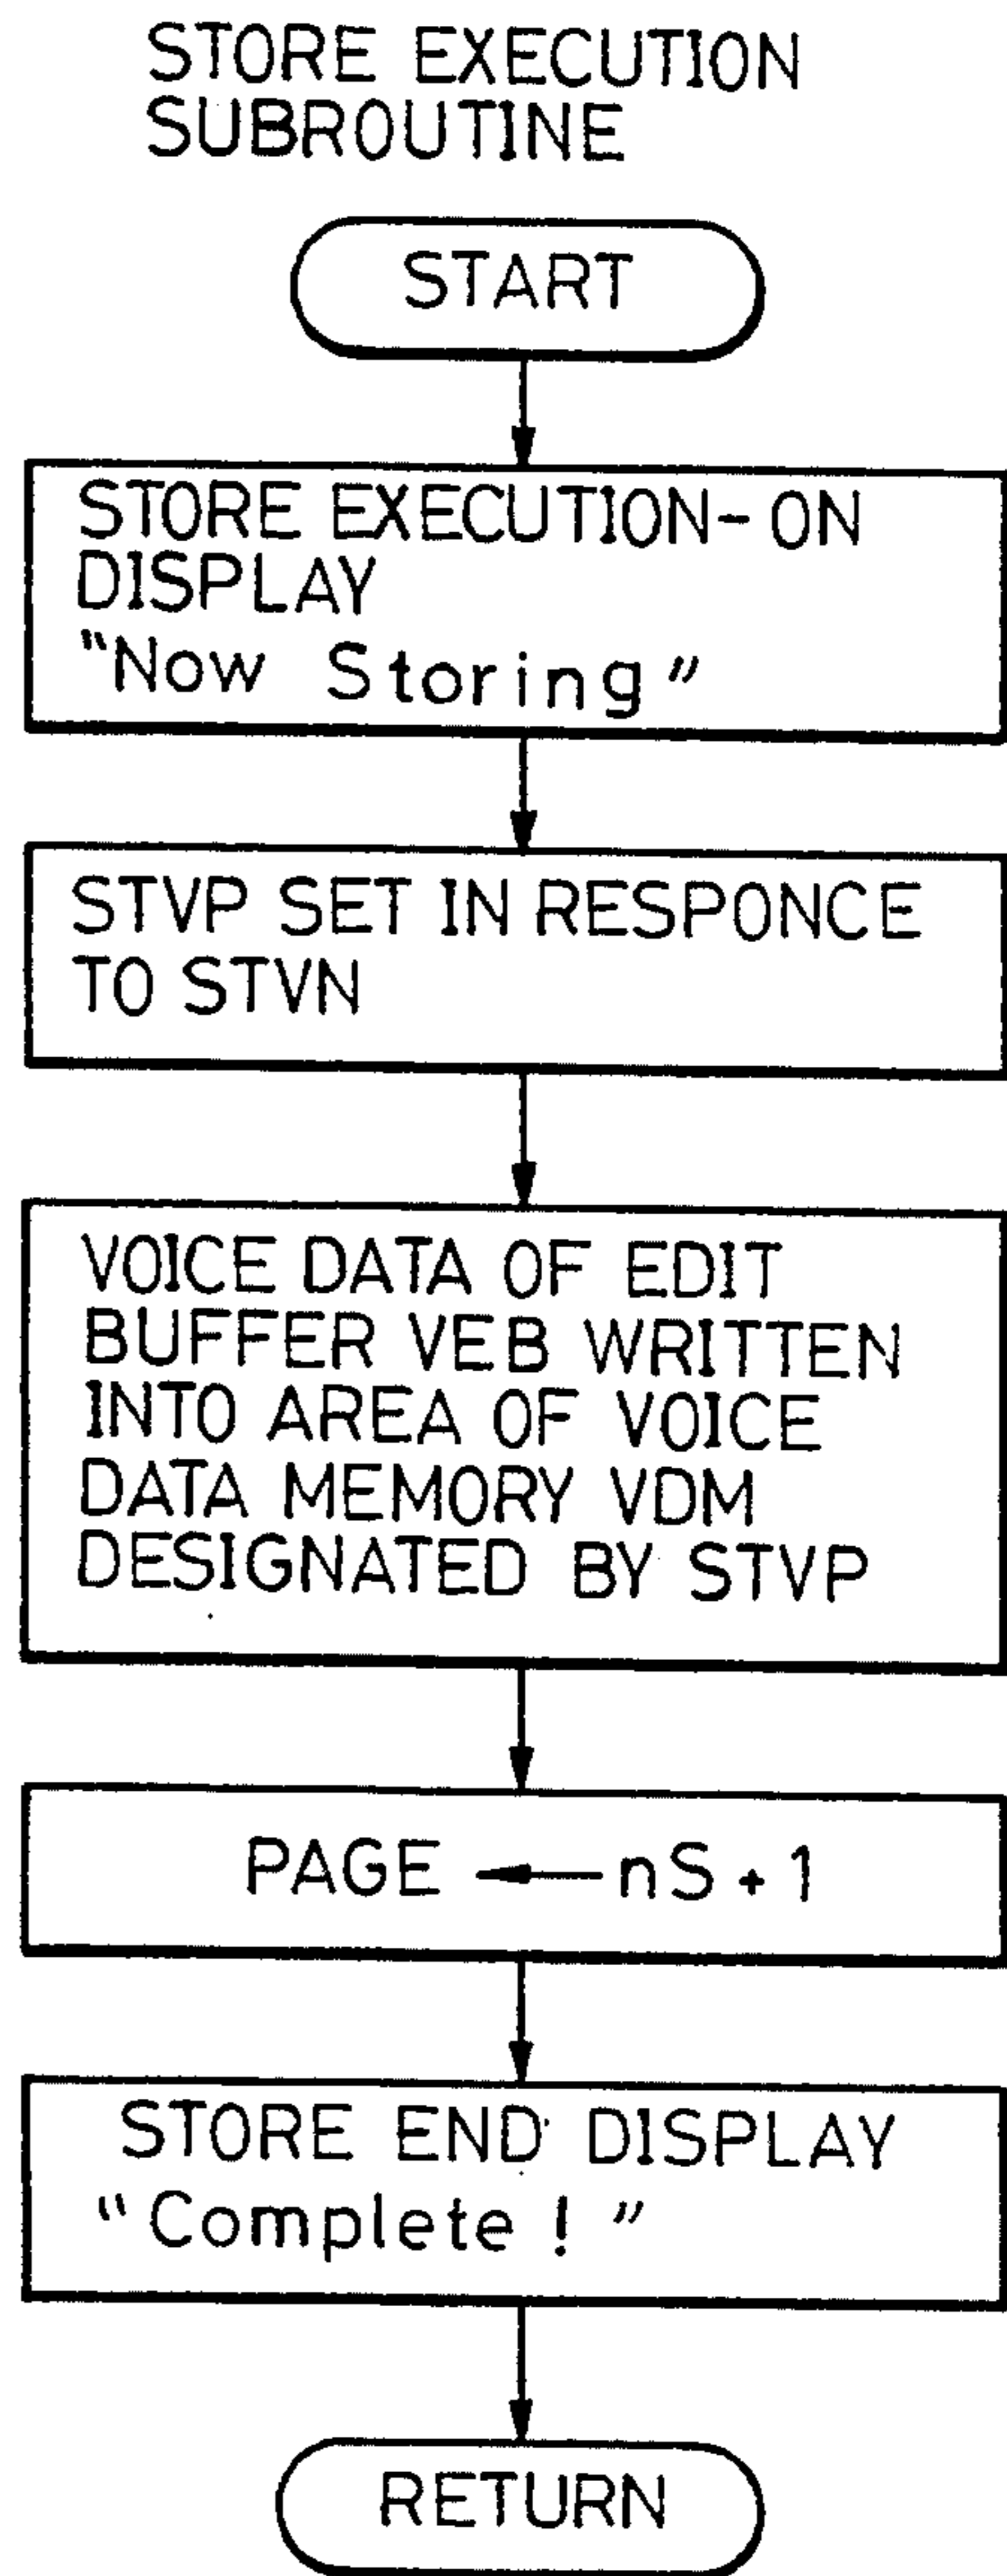 STORE EXECUTION
SUBROUTINE
START
STORE EXECUTION-ON
DISPLAY
"Now Storing"
STVP SET IN RESPONCE
TO STVN
VOICE DATA OF EDIT
BUFFER VEB WRITTEN
INTO AREA OF VOICE
DATA MEMORY VDM
DESIGNATED BY STVP
PAGE ← nS + 1
STORE END DISPLAY
"Complete ! "
RETURN